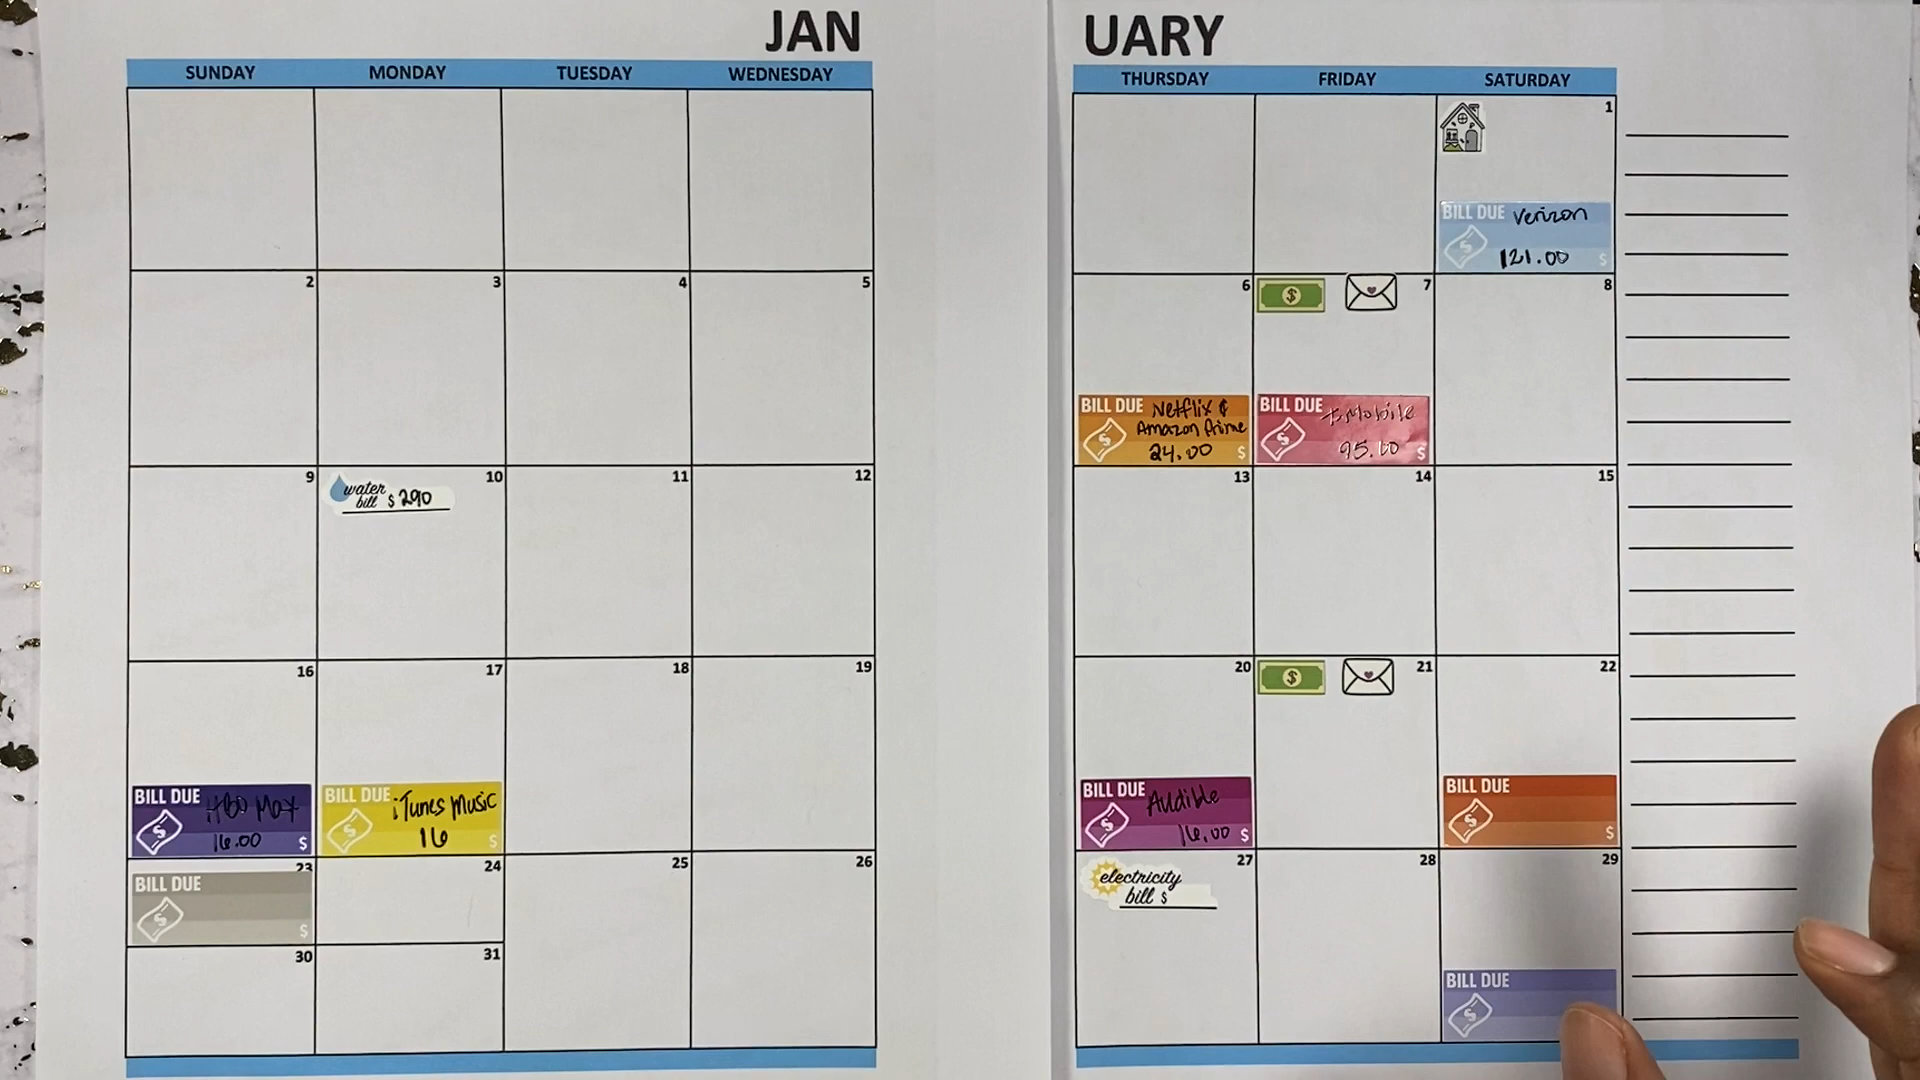 JANUARY
SUNDAY MONDAY TUESDAY WEDNESDAY THURSDAY FRIDAY SATURDAY
1
BILL DUE Verizon
121.00 $
2 3 4 5 6 7 8
BILL DUE Netflix &
Amazon Prime
24.00 $
BILL DUE T-Mobile
95.00 $
9 10 11 12 13 14 15
water
bill $ 290
16 17 18 19 20 21 22
BILL DUE HBO Max
16.00 $
BILL DUE iTunes Music
16 $
BILL DUE Audible
16.00 $
BILL DUE
$
23 24 25 26 27 28 29
BILL DUE
$
electricity
bill $
BILL DUE
30 31